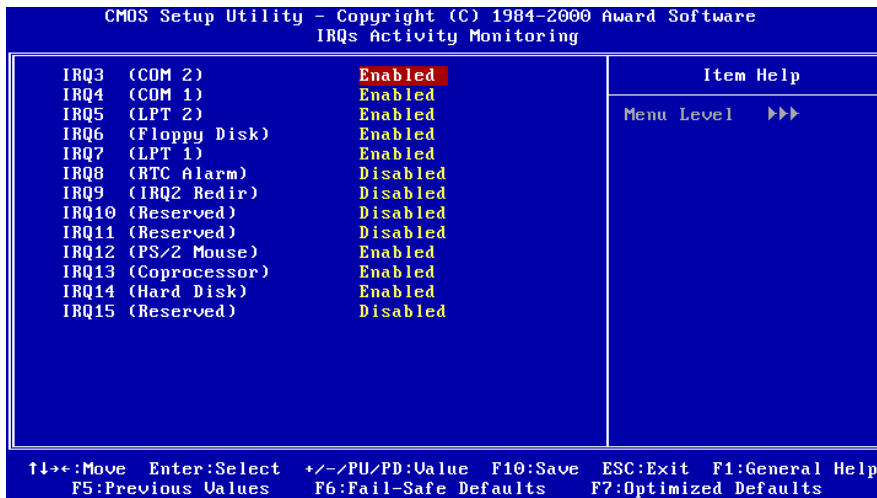 CMOS Setup Utility - Copyright (C) 1984-2000 Award Software
IRQs Activity Monitoring
IRQ3 (COM 2) Enabled
IRQ4 (COM 1) Enabled
IRQ5 (LPT 2) Enabled
IRQ6 (Floppy Disk) Enabled
IRQ7 (LPT 1) Enabled
IRQ8 (RTC Alarm) Disabled
IRQ9 (IRQ2 Redir) Disabled
IRQ10 (Reserved) Disabled
IRQ11 (Reserved) Disabled
IRQ12 (PS/2 Mouse) Enabled
IRQ13 (Coprocessor) Enabled
IRQ14 (Hard Disk) Enabled
IRQ15 (Reserved) Disabled
Item Help
Menu Level ▶▶▶
↑↓→←:Move Enter:Select +/-/PU/PD:Value F10:Save ESC:Exit F1:General Help
F5:Previous Values F6:Fail-Safe Defaults F7:Optimized Defaults